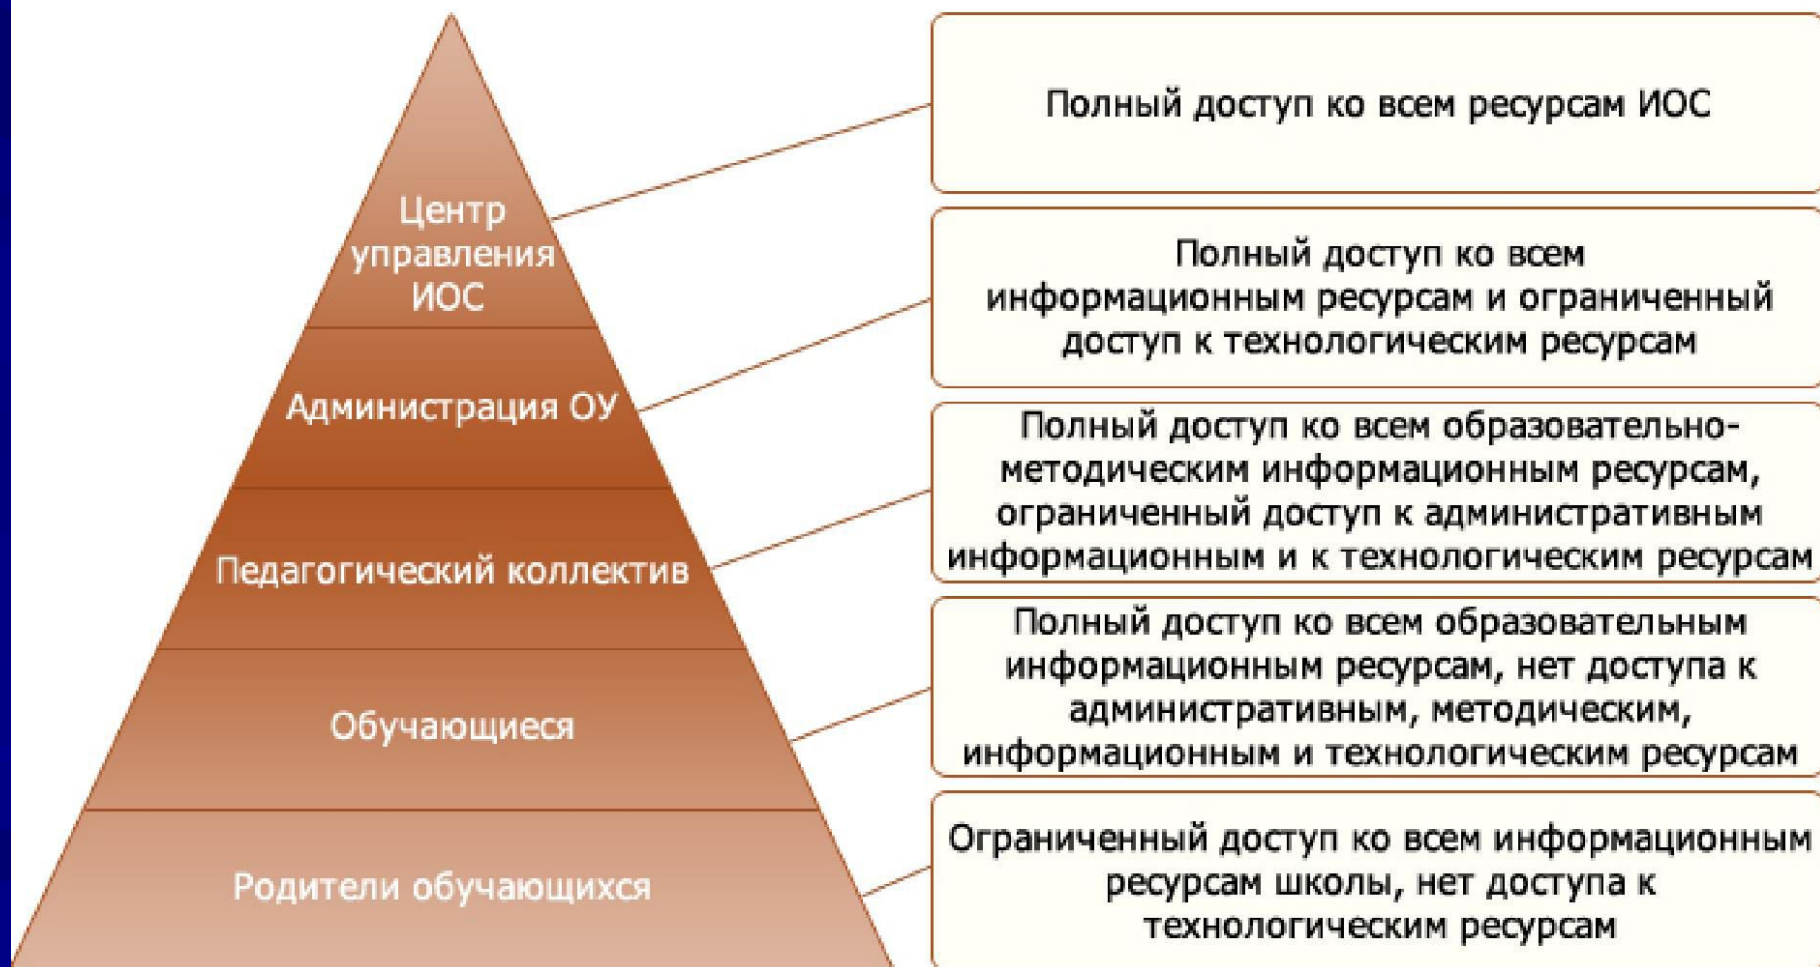 Центр
управления
ИОС
Полный доступ ко всем ресурсам ИОС
Администрация ОУ
Полный доступ ко всем
информационным ресурсам и ограниченный
доступ к технологическим ресурсам
Педагогический коллектив
Полный доступ ко всем образовательно-
методическим информационным ресурсам,
ограниченный доступ к административным
информационным и к технологическим ресурсам
Обучающиеся
Полный доступ ко всем образовательным
информационным ресурсам, нет доступа к
административным, методическим,
информационным и технологическим ресурсам
Родители обучающихся
Ограниченный доступ ко всем информационным
ресурсам школы, нет доступа к
технологическим ресурсам